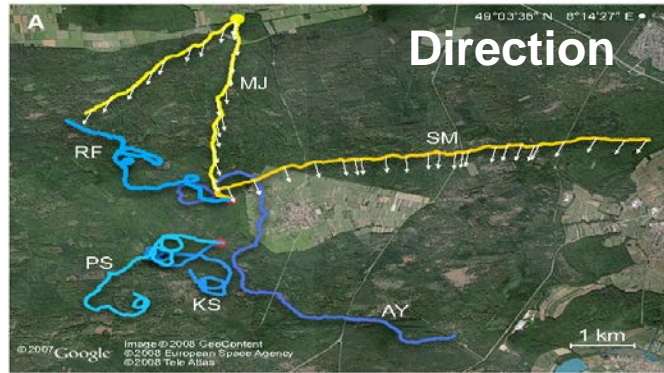 A
49°03'36" N 8°14'27" E
Direction
MJ
SM
RF
PS
KS
AY
1 km
©2007 Google
Image © 2008 GeoContent
©2008 European Space Agency
©2008 Tele Atlas